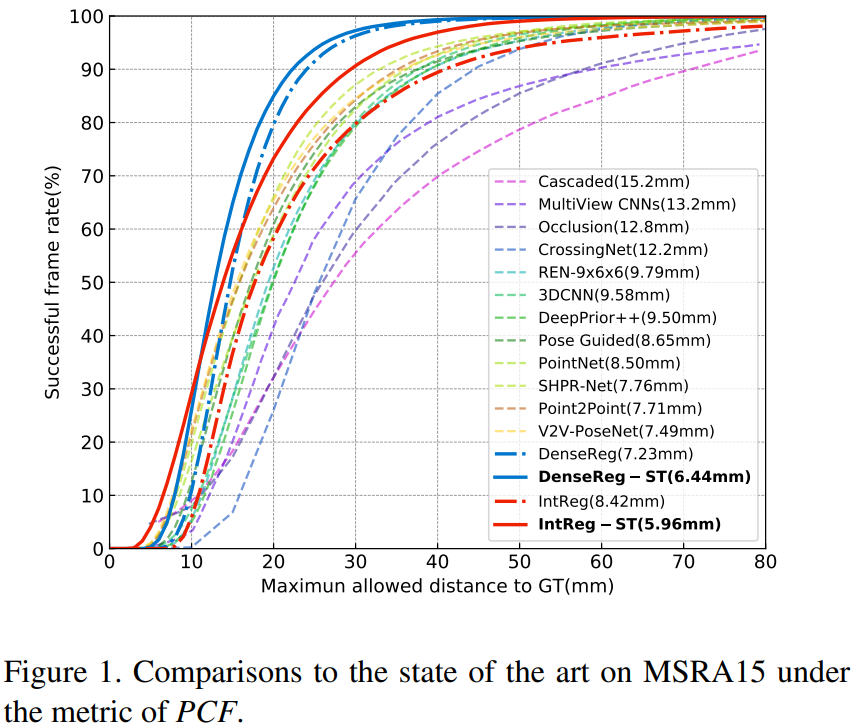 100
90
80
70
60
50
40
30
20
10
0
Successful frame rate(%)
Cascaded(15.2mm)
MultiView CNNs(13.2mm)
Occlusion(12.8mm)
CrossingNet(12.2mm)
REN-9x6x6(9.79mm)
3DCNN(9.58mm)
DeepPrior++(9.50mm)
Pose Guided(8.65mm)
PointNet(8.50mm)
SHPR-Net(7.76mm)
Point2Point(7.71mm)
V2V-PoseNet(7.49mm)
DenseReg(7.23mm)
DenseReg − ST(6.44mm)
IntReg(8.42mm)
IntReg − ST(5.96mm)
0 10 20 30 40 50 60 70 80
Maximun allowed distance to GT(mm)
Figure 1. Comparisons to the state of the art on MSRA15 under
the metric of PCF.